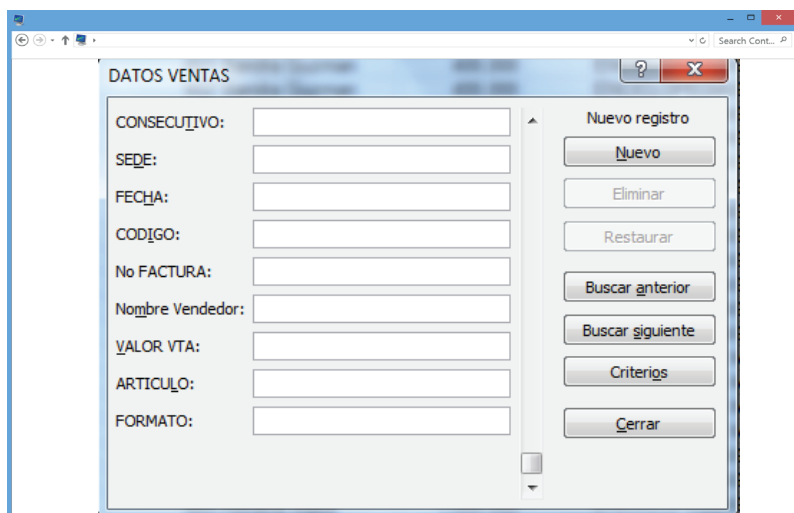 Search Cont...
DATOS VENTAS
CONSECUTIVO:
SEDE:
FECHA:
CODIGO:
No FACTURA:
Nombre Vendedor:
VALOR VTA:
ARTICULO:
FORMATO:
Nuevo registro
Nuevo
Eliminar
Restaurar
Buscar anterior
Buscar siguiente
Criterios
Cerrar